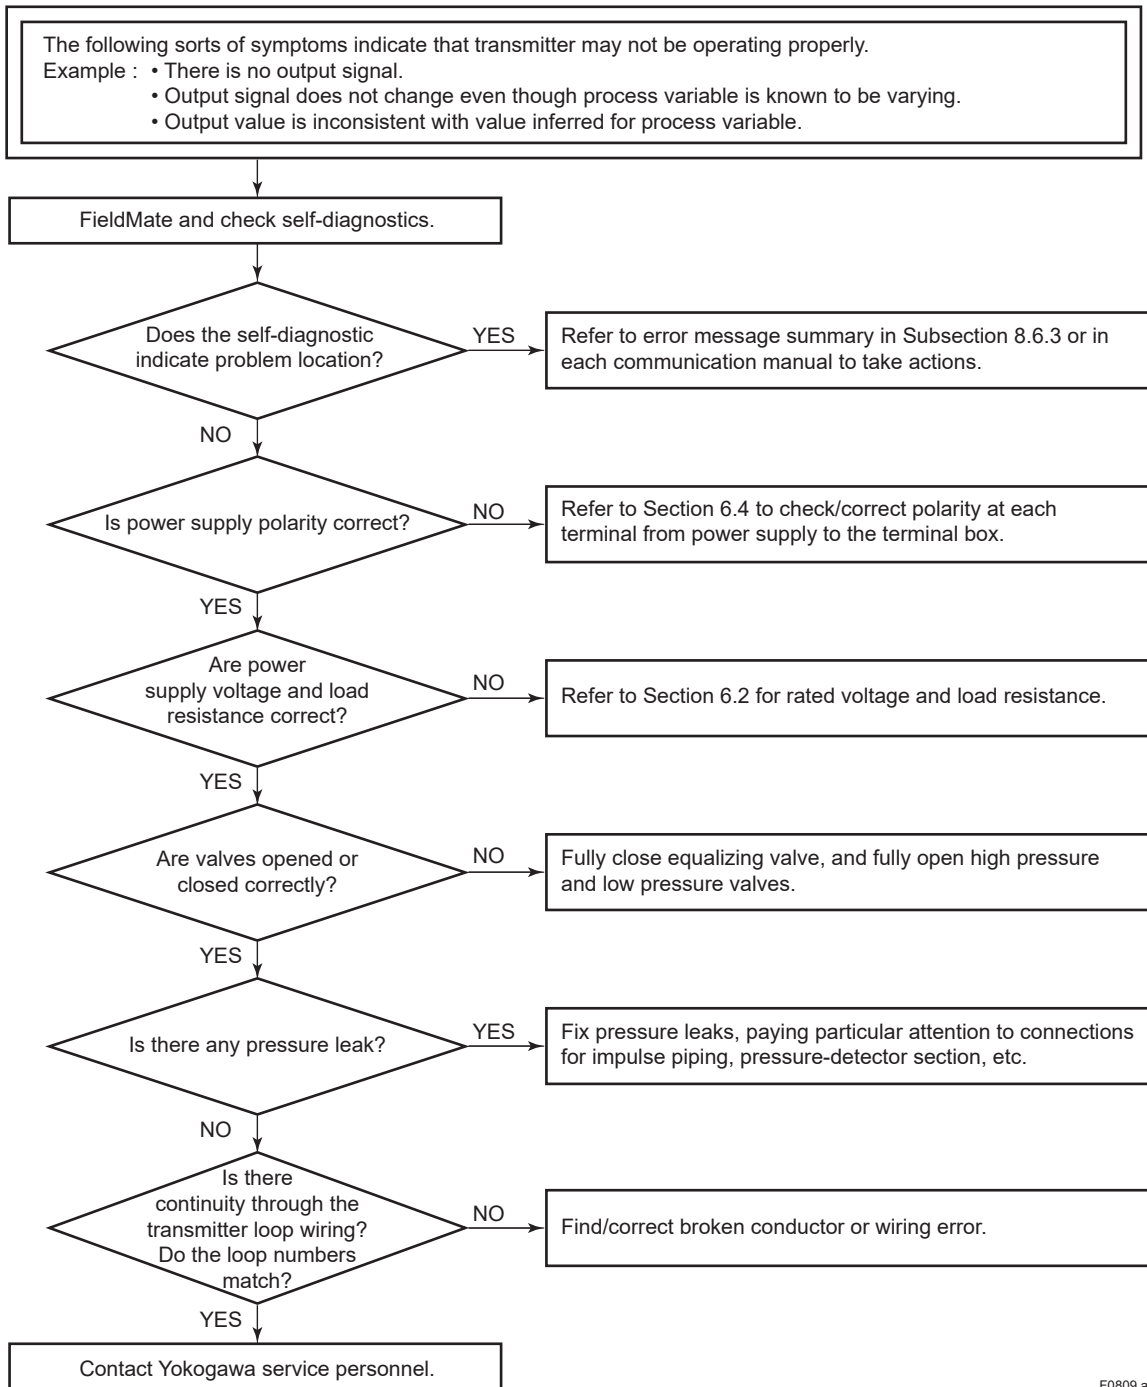 The following sorts of symptoms indicate that transmitter may not be operating properly.
Example : • There is no output signal.
• Output signal does not change even though process variable is known to be varying.
• Output value is inconsistent with value inferred for process variable.
FieldMate and check self-diagnostics.
Does the self-diagnostic
indicate problem location?
YES
Refer to error message summary in Subsection 8.6.3 or in
each communication manual to take actions.
NO
Is power supply polarity correct?
NO
Refer to Section 6.4 to check/correct polarity at each
terminal from power supply to the terminal box.
YES
Are power
supply voltage and load
resistance correct?
NO
Refer to Section 6.2 for rated voltage and load resistance.
YES
Are valves opened or
closed correctly?
NO
Fully close equalizing valve, and fully open high pressure
and low pressure valves.
YES
Is there any pressure leak?
YES
Fix pressure leaks, paying particular attention to connections
for impulse piping, pressure-detector section, etc.
NO
Is there
continuity through the
transmitter loop wiring?
Do the loop numbers
match?
NO
Find/correct broken conductor or wiring error.
YES
Contact Yokogawa service personnel.